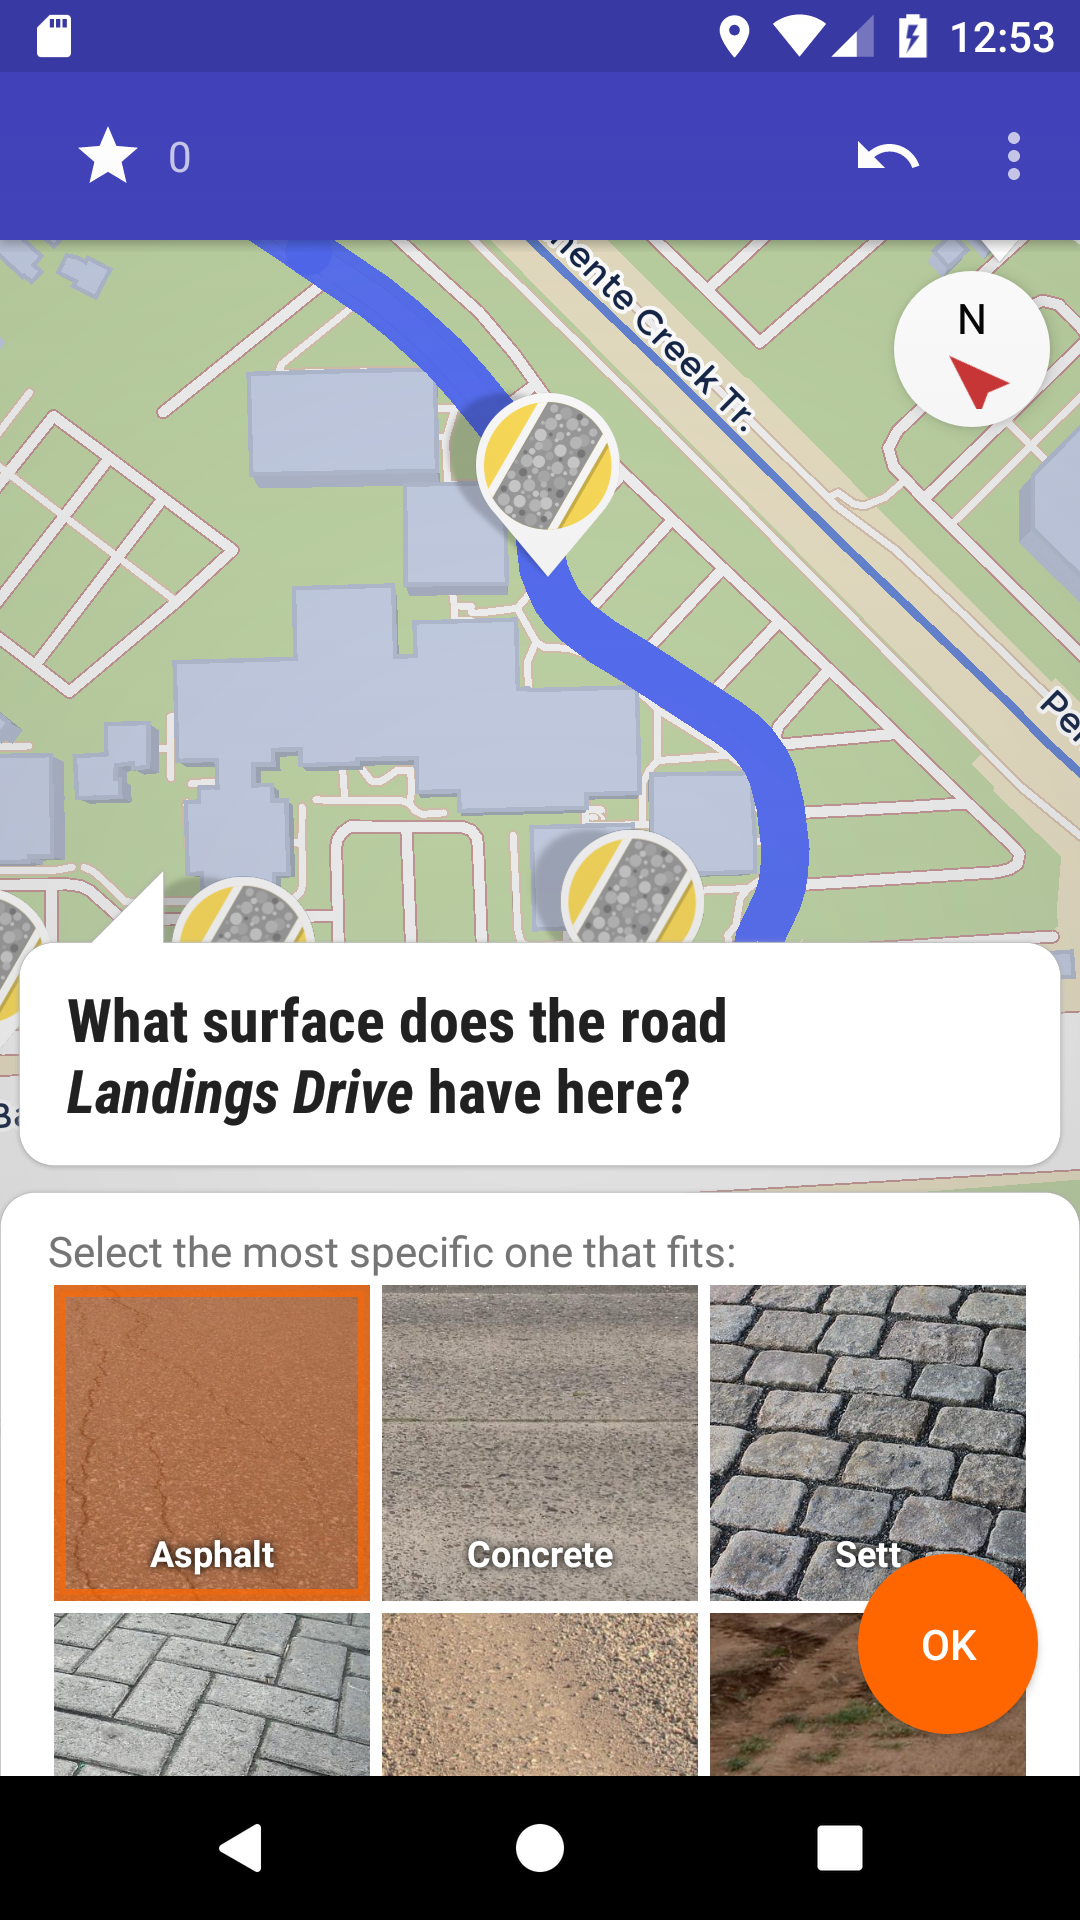 12:53
0
nente Creek Tr.
N
Pe
Ba
What surface does the road
Landings Drive have here?
Select the most specific one that fits:
Asphalt
Concrete
Sett
OK